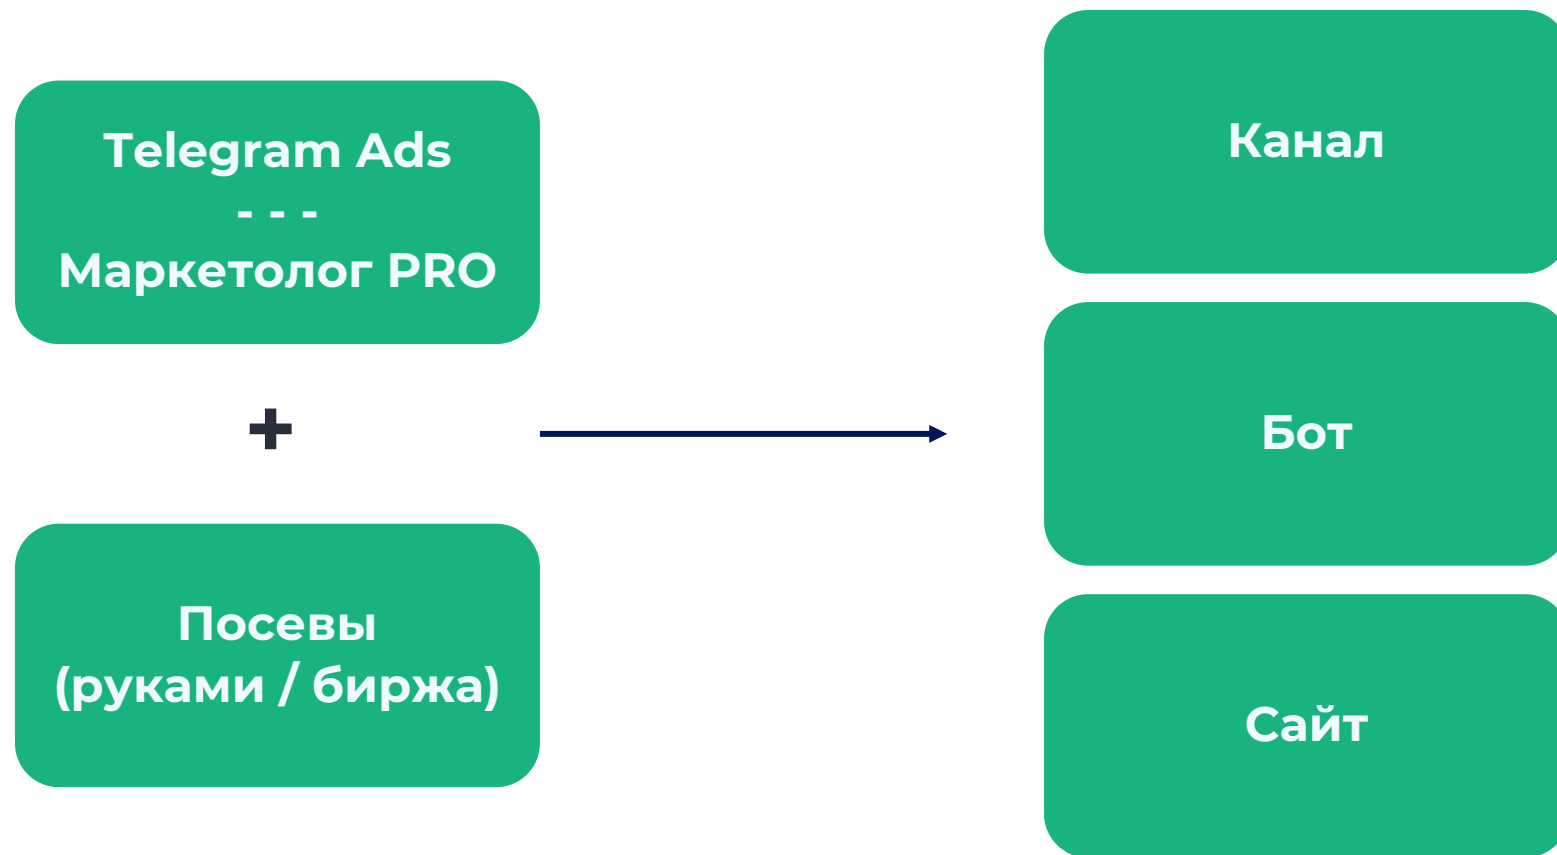 Telegram Ads
- - -
Маркетолог PRO
+
Посевы
(руками / биржа)
Канал
Бот
Сайт